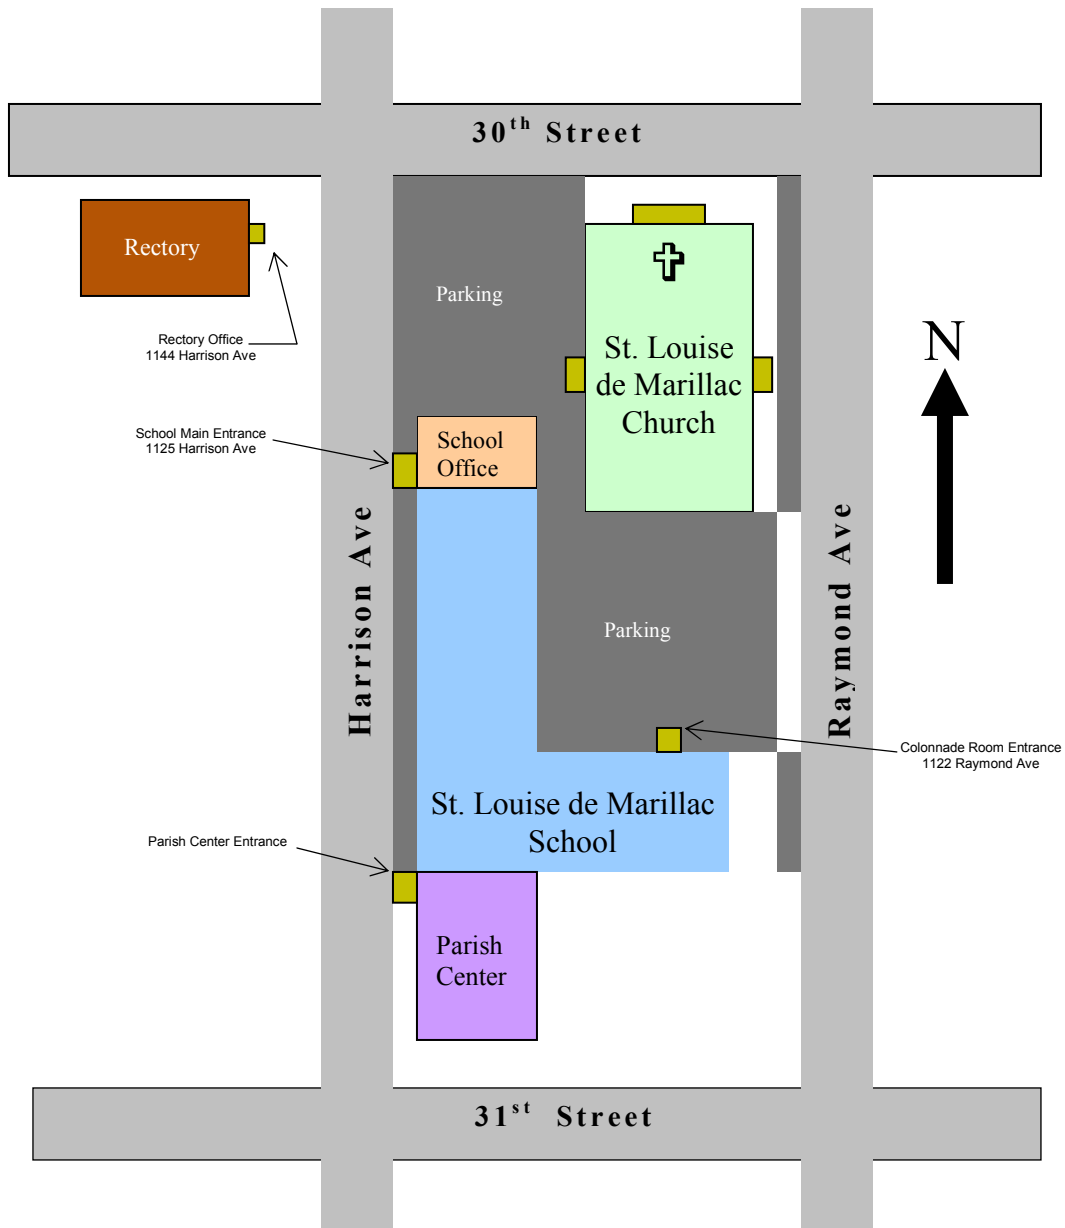 30th Street
Rectory
Parking
N
Rectory Office
1144 Harrison Ave
St. Louise
de Marillac
Church
School Main Entrance
1125 Harrison Ave
School
Office
Harrison Ave
Raymond Ave
Parking
Colonnade Room Entrance
1122 Raymond Ave
St. Louise de Marillac
School
Parish Center Entrance
Parish
Center
31st Street